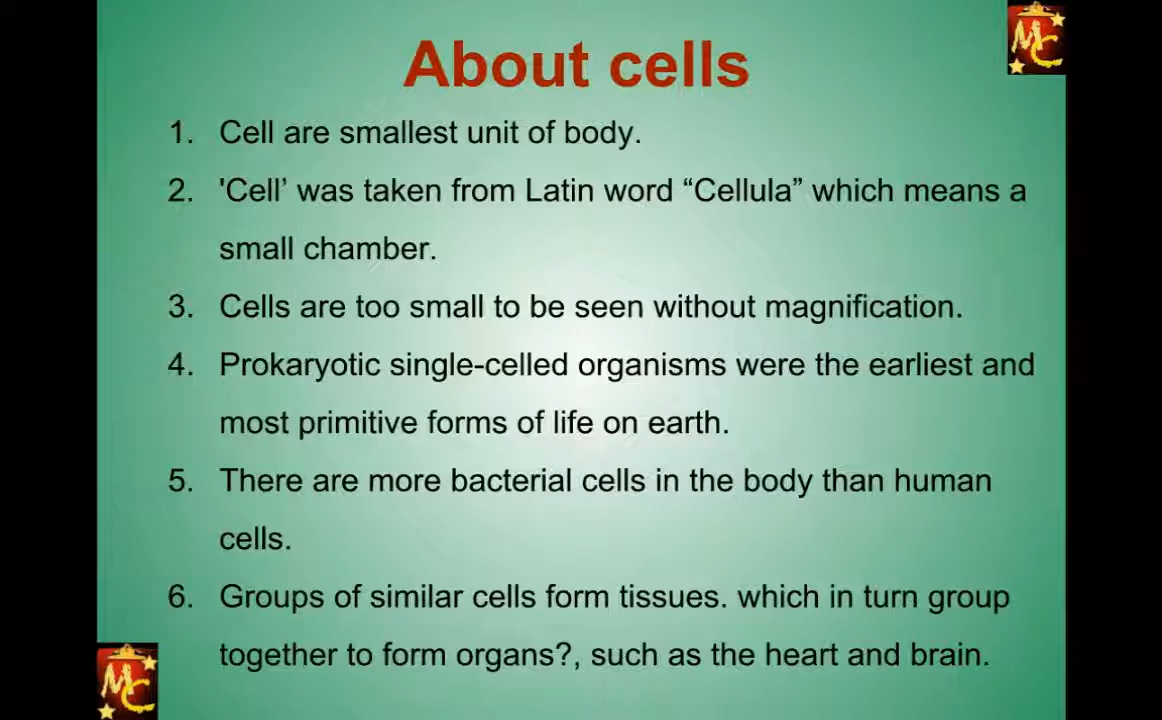 About cells
1. Cell are smallest unit of body.
2. 'Cell’ was taken from Latin word “Cellula” which means a
small chamber.
3. Cells are too small to be seen without magnification.
4. Prokaryotic single-celled organisms were the earliest and
most primitive forms of life on earth.
5. There are more bacterial cells in the body than human
cells.
6. Groups of similar cells form tissues. which in turn group
together to form organs?, such as the heart and brain.
MC
MC